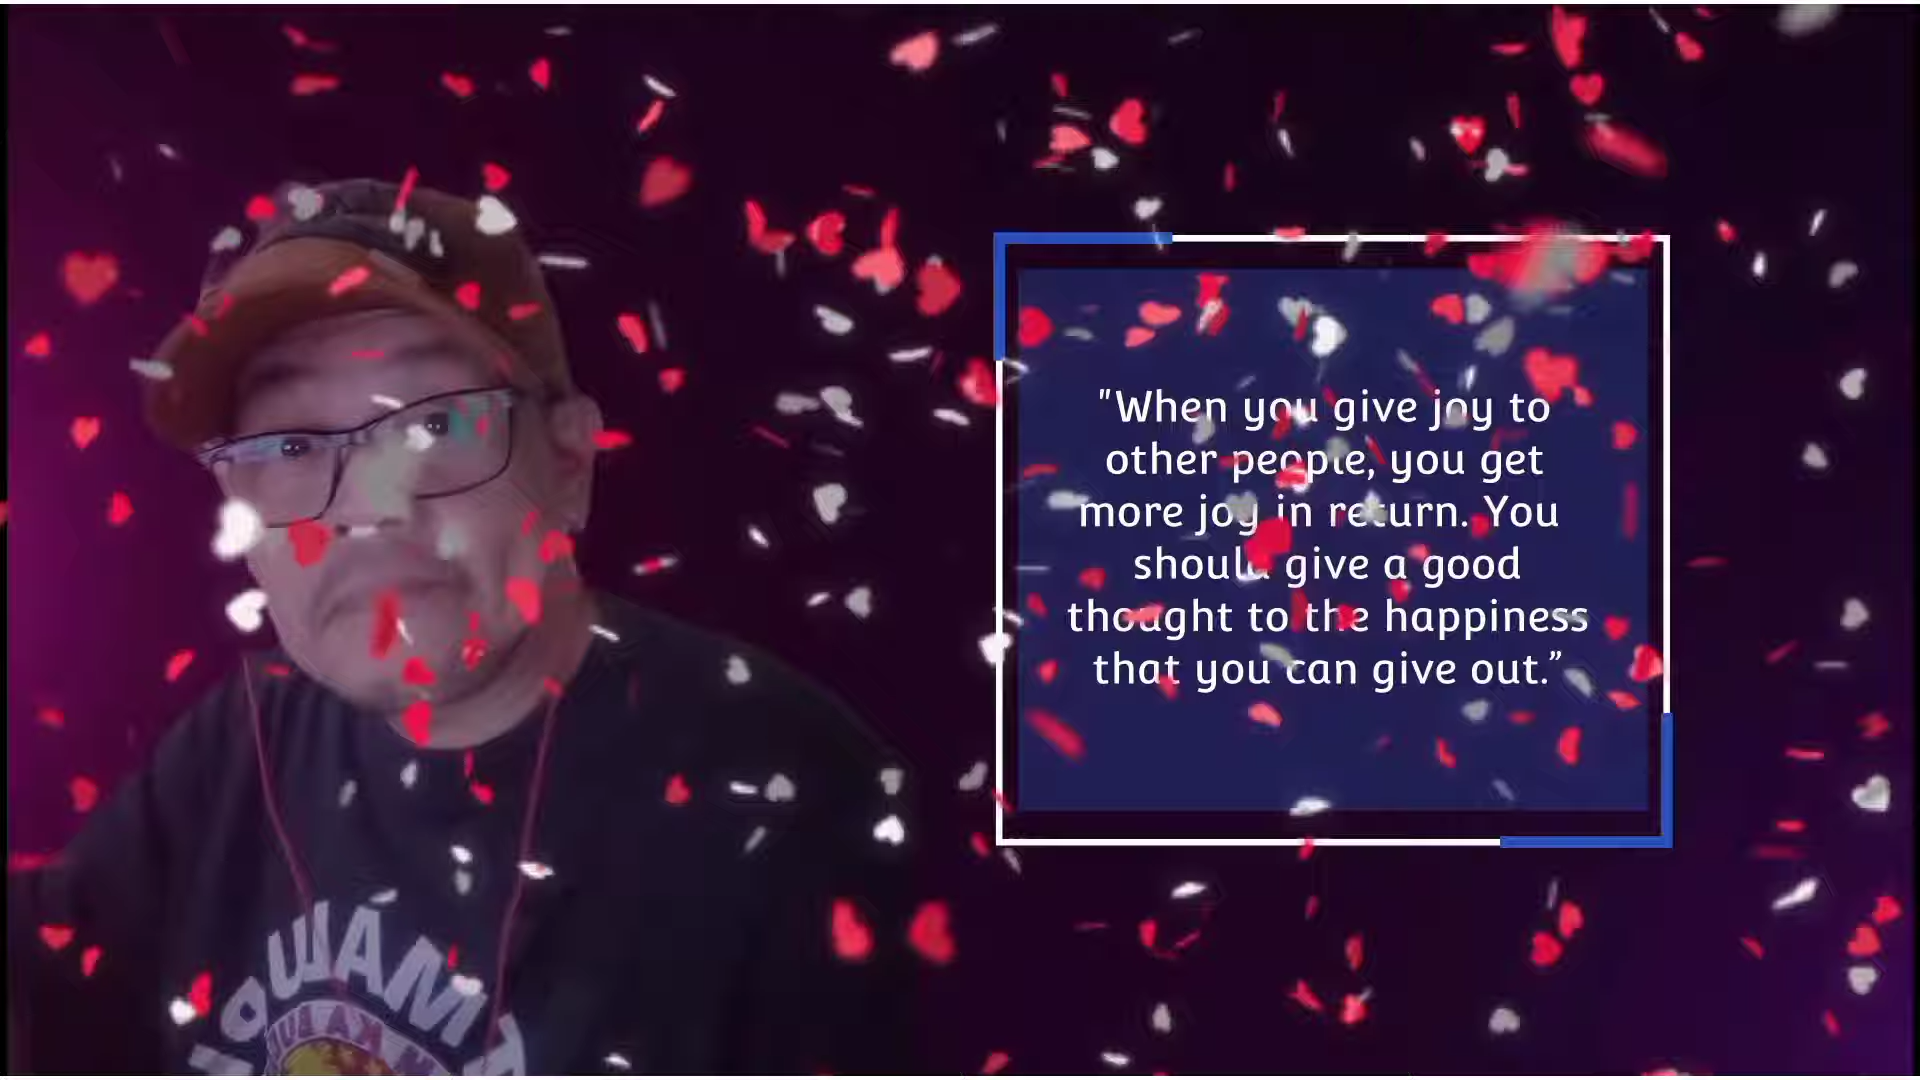 "When you give joy to
other people, you get
more joy in return. You
should give a good
thought to the happiness
that you can give out.”